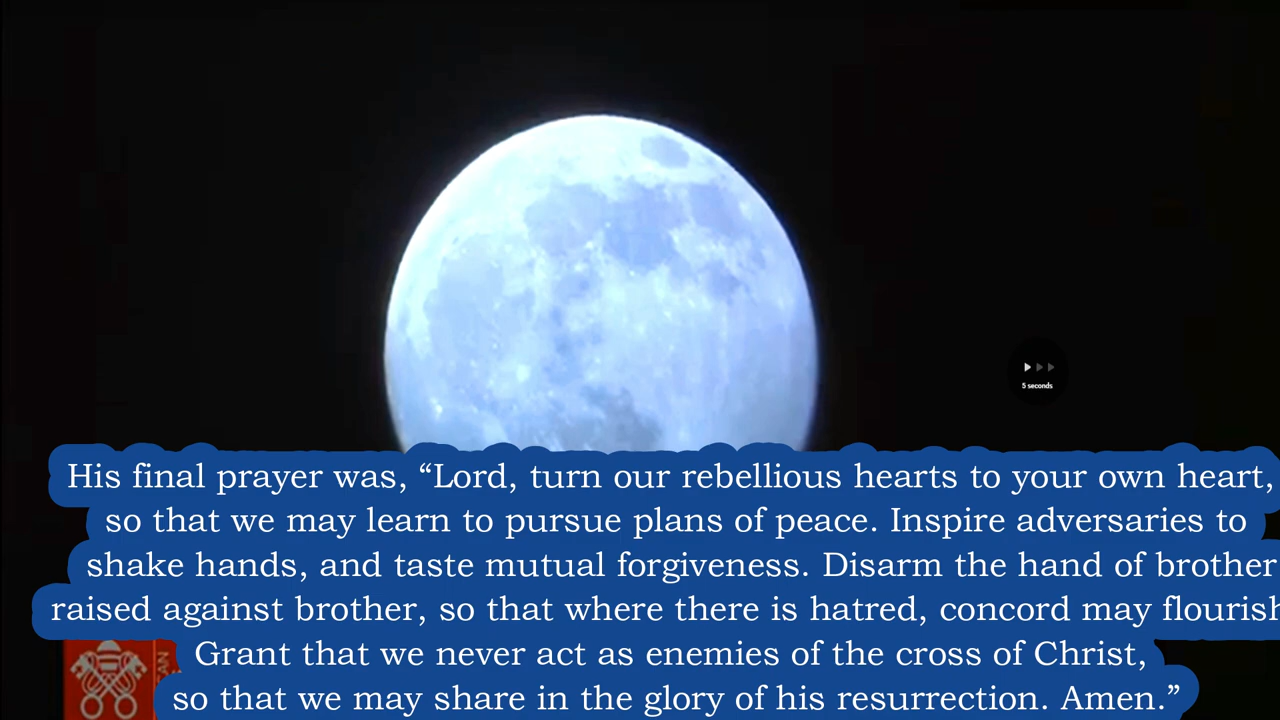 5 seconds
His final prayer was, “Lord, turn our rebellious hearts to your own heart,
so that we may learn to pursue plans of peace. Inspire adversaries to
shake hands, and taste mutual forgiveness. Disarm the hand of brother
raised against brother, so that where there is hatred, concord may flourish
Grant that we never act as enemies of the cross of Christ,
so that we may share in the glory of his resurrection. Amen.”